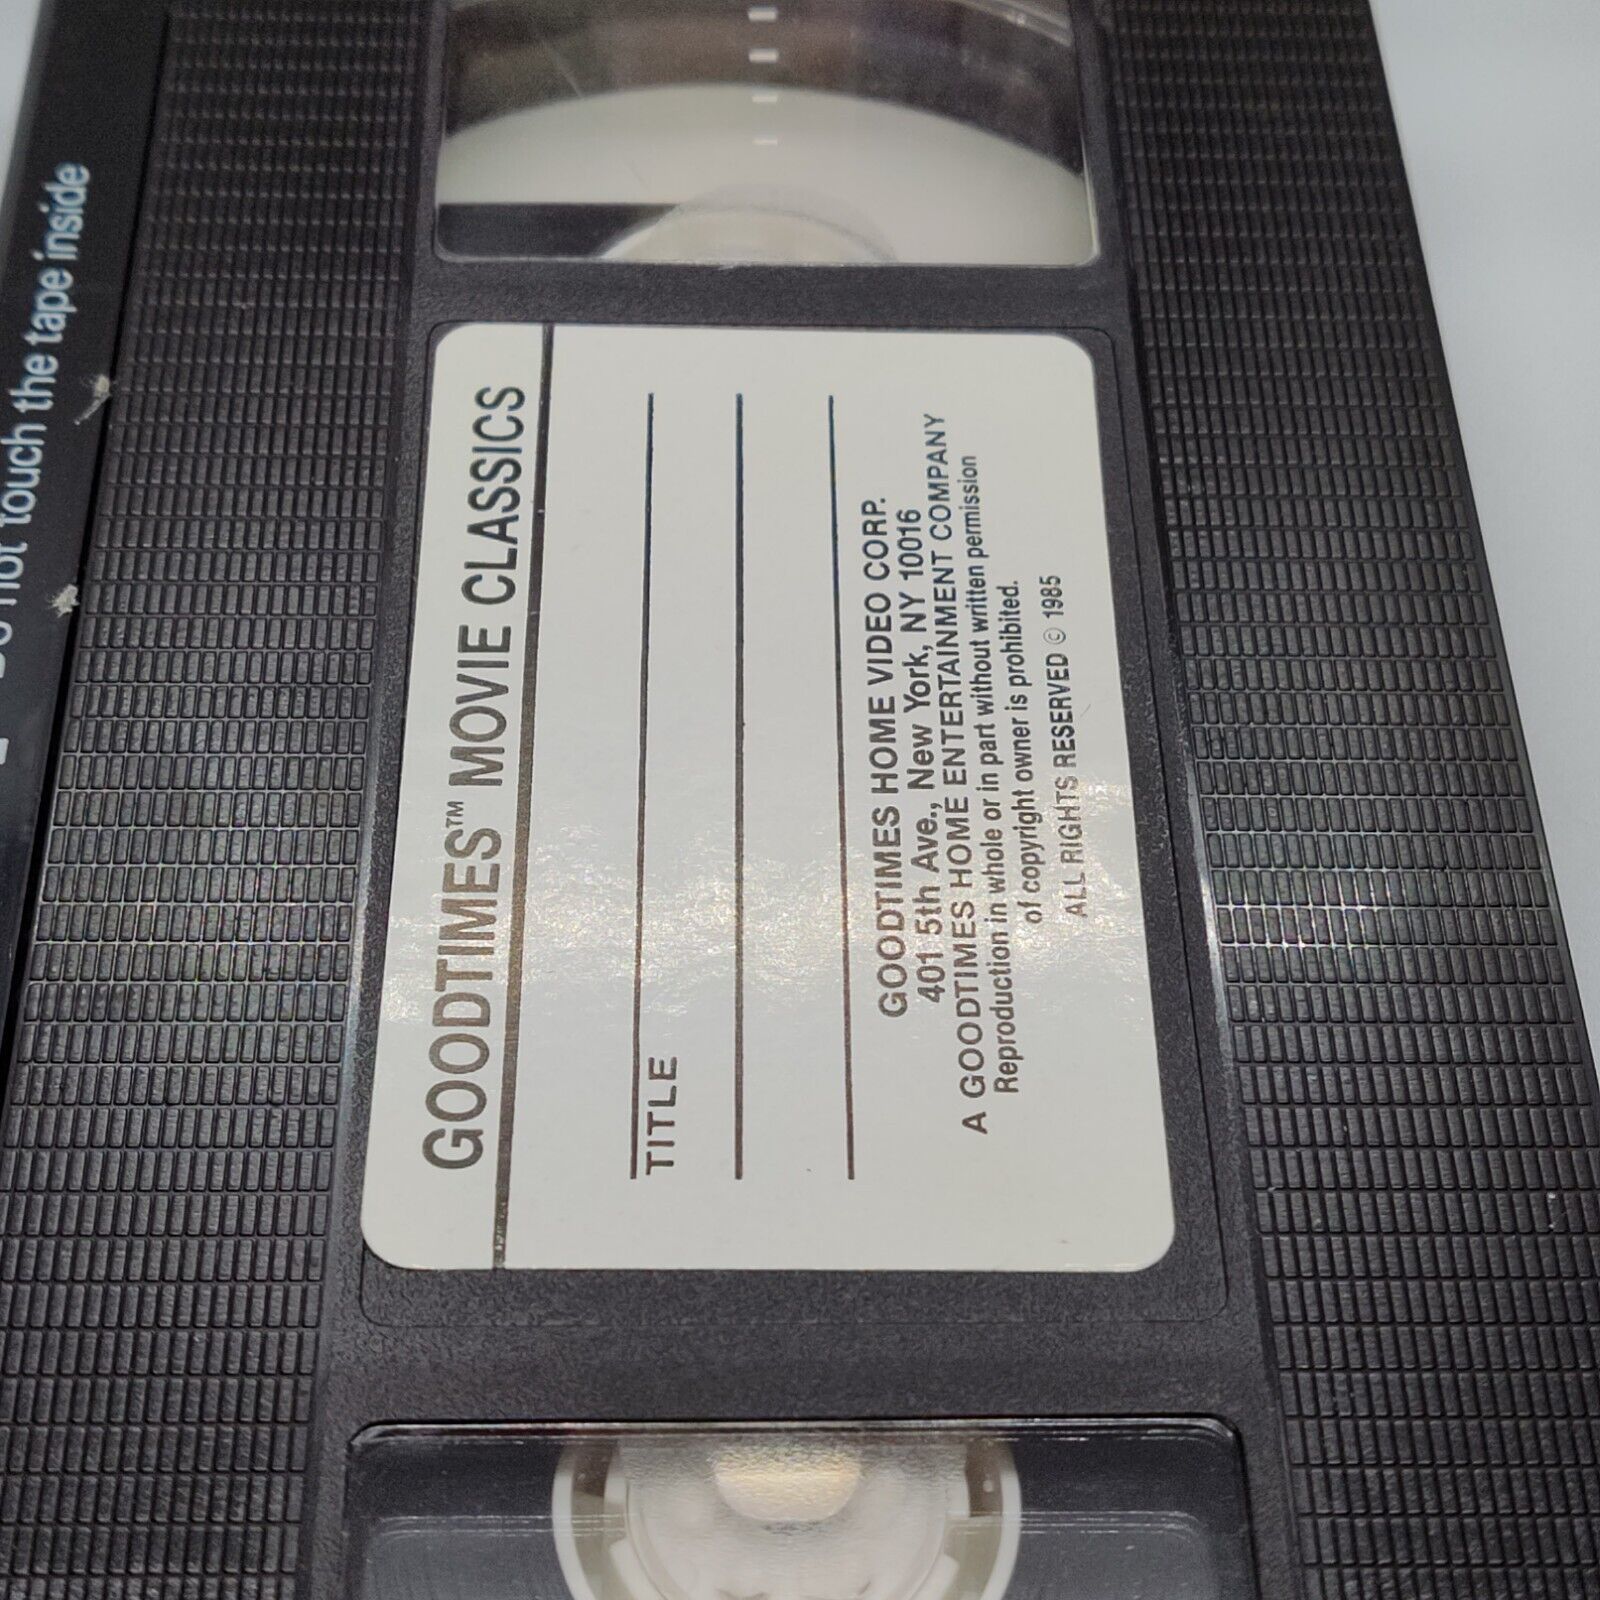 Do not touch the tape inside
GOODTIMES™ MOVIE CLASSICS
TITLE
GOODTIMES HOME VIDEO CORP.
401 5th Ave., New York, NY 10016
A GOODTIMES HOME ENTERTAINMENT COMPANY
Reproduction in whole or in part without written permission
of copyright owner is prohibited.
ALL RIGHTS RESERVED © 1985